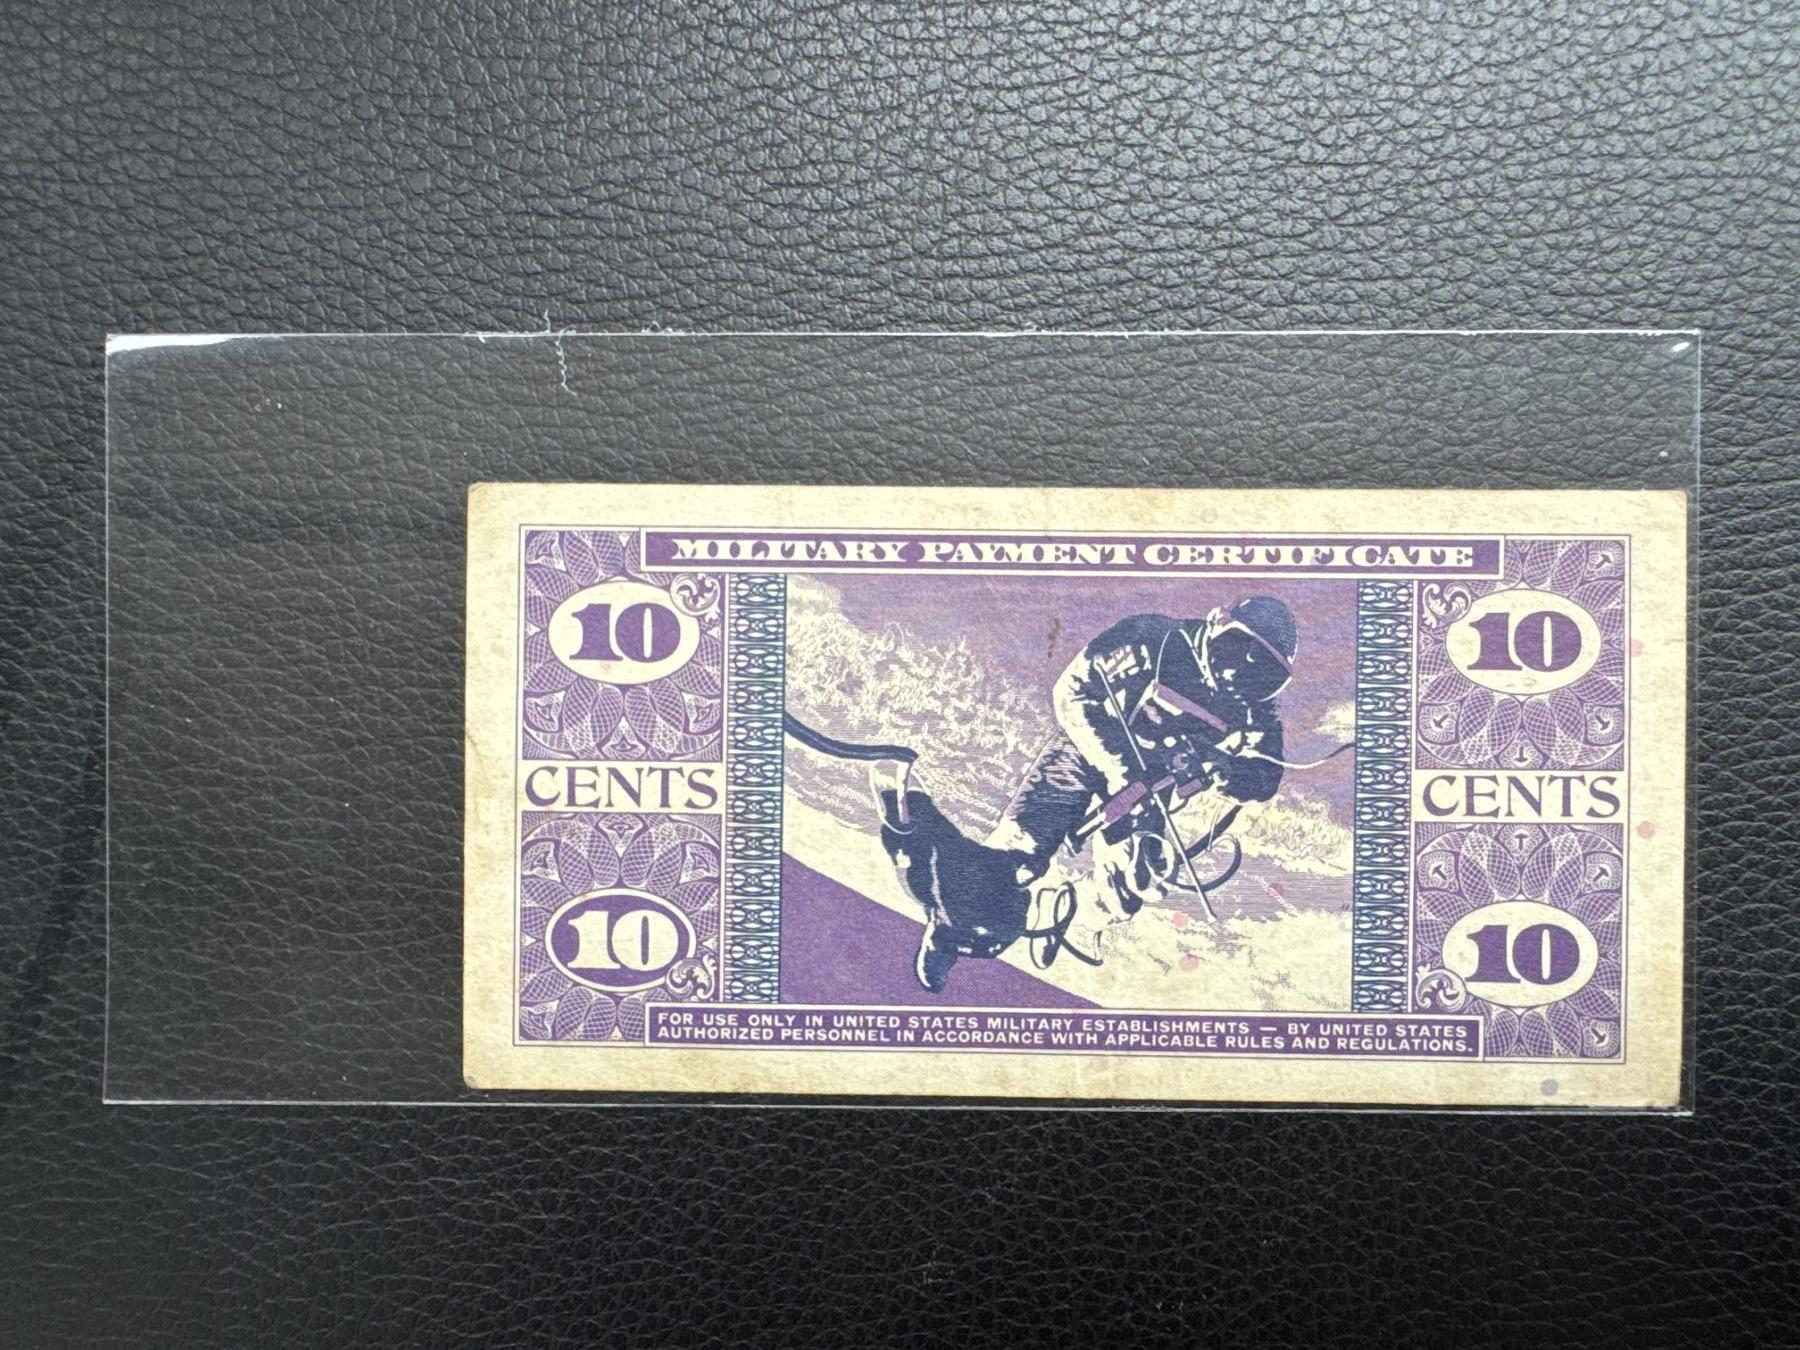 MILITARY PAYMENT CERTIFICATE
10
10
CENTS
CENTS
10
10
FOR USE ONLY IN UNITED STATES MILITARY ESTABLISHMENTS — BY UNITED STATES
AUTHORIZED PERSONNEL IN ACCORDANCE WITH APPLICABLE RULES AND REGULATIONS.